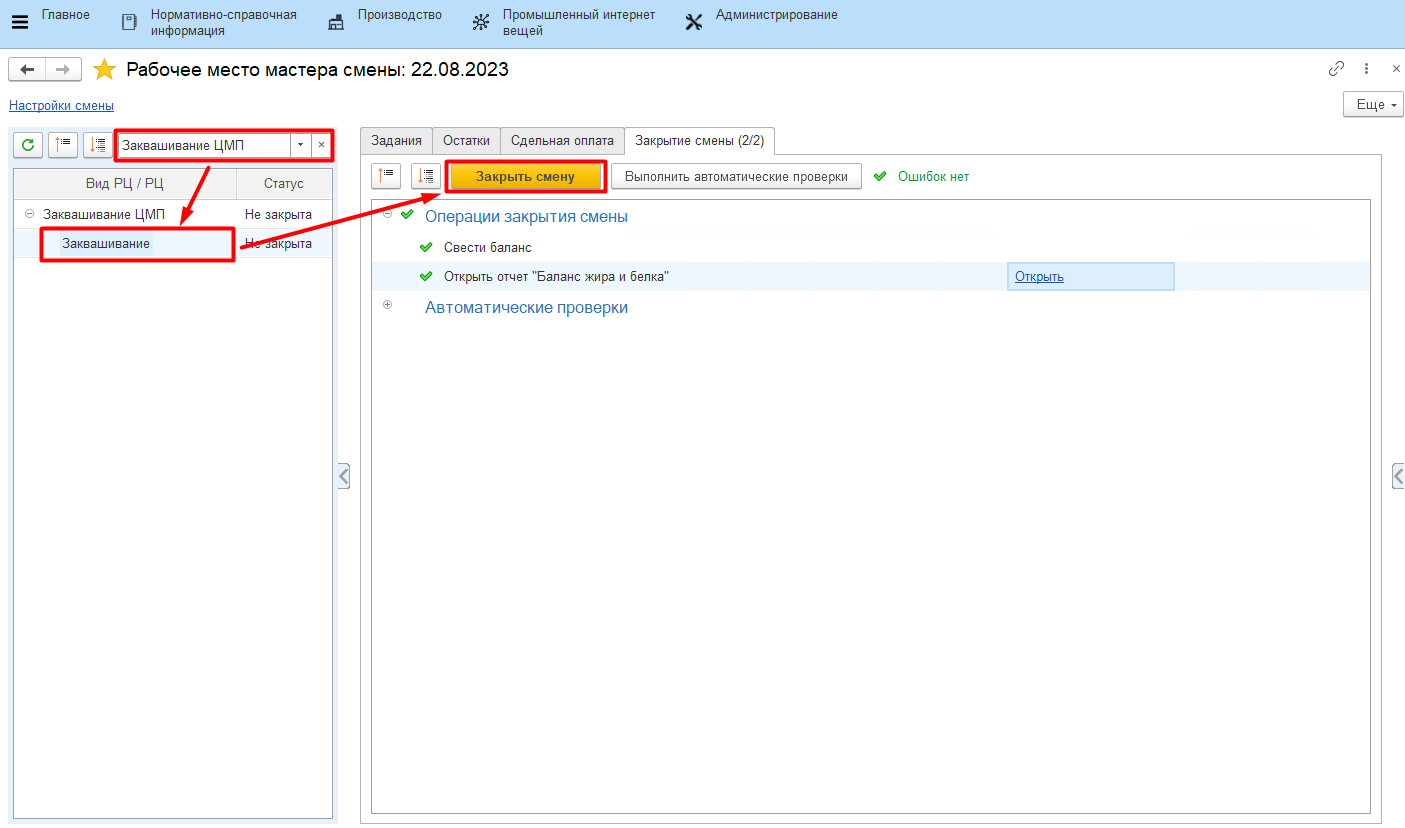 Главное
Нормативно-справочная
информация
Производство
Промышленный интернет
вещей
Администрирование
Рабочее место мастера смены: 22.08.2023
Настройки смены
Еще
Заквашивание ЦМП
Вид РЦ / РЦ
Статус
Заквашивание ЦМП
Не закрыта
Заквашивание
Не закрыта
Задания
Остатки
Сдельная оплата
Закрытие смены (2/2)
Закрыть смену
Выполнить автоматические проверки
Ошибок нет
Операции закрытия смены
Свести баланс
Открыть отчет "Баланс жира и белка"
Открыть
Автоматические проверки